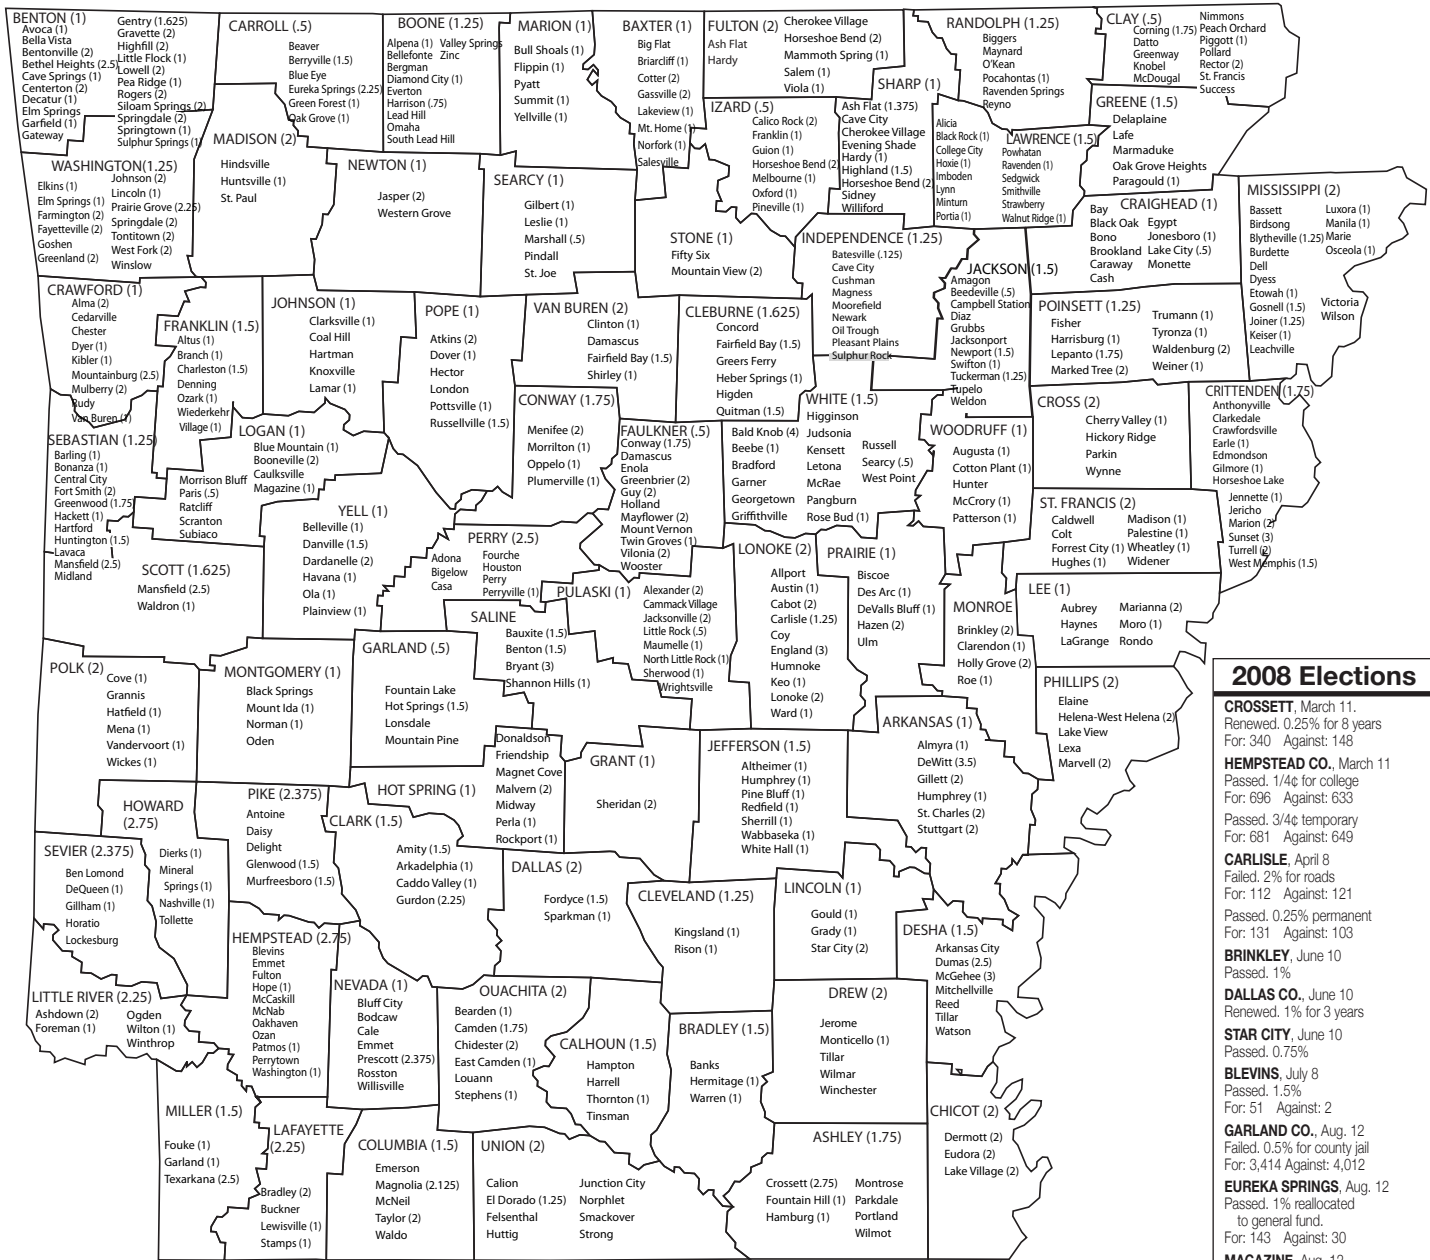 BENTON (1)
Avoca (1)
Bella Vista
Bentonville (2)
Bethel Heights (2.5)
Cave Springs (1)
Centerton (2)
Decatur (1)
Elm Springs
Garfield (1)
Gateway
Gentry (1.625)
Gravette (2)
Highfill (2)
Little Flock (1)
Lowell (2)
Pea Ridge (1)
Rogers (2)
Siloam Springs (2)
Springdale (2)
Springtown (1)
Sulphur Springs (1)
CARROLL (.5)
Beaver
Berryville (1.5)
Blue Eye
Eureka Springs (2.25)
Green Forest (1)
Oak Grove (1)
BOONE (1.25)
Alpena (1) Valley Springs
Bellefonte Zinc
Bergman
Diamond City (1)
Everton
Harrison (.75)
Lead Hill
Omaha
South Lead Hill
MARION (1)
Bull Shoals (1)
Flippin (1)
Pyatt
Summit (1)
Yellville (1)
BAXTER (1)
Big Flat
Briarcliff (1)
Cotter (2)
Gassville (2)
Lakeview (1)
Mt. Home (1)
Norfork (1)
Salesville
FULTON (2)
Ash Flat
Hardy
Cherokee Village
Horseshoe Bend (2)
Mammoth Spring (1)
Salem (1)
Viola (1)
SHARP (1)
Ash Flat (1.375)
Cave City
Cherokee Village
Evening Shade
Hardy (1)
Highland (1.5)
Horseshoe Bend (2)
Sidney
Williford
RANDOLPH (1.25)
Biggers
Maynard
O'Kean
Pocahontas (1)
Ravenden Springs
Reyno
CLAY (.5)
Corning (1.75)
Datto
Greenway
Knobel
McDougal
Nimmons
Peach Orchard
Piggott (1)
Pollard
Rector (2)
St. Francis
Success
GREENE (1.5)
Delaplaine
Lafe
Marmaduke
Oak Grove Heights
Paragould (1)
WASHINGTON(1.25)
Elkins (1)
Elm Springs (1)
Farmington (2)
Fayetteville (2)
Goshen
Greenland (2)
Johnson (2)
Lincoln (1)
Prairie Grove (2.25)
Springdale (2)
Tontitown (2)
West Fork (2)
Winslow
MADISON (2)
Hindsville
Huntsville (1)
St. Paul
NEWTON (1)
Jasper (2)
Western Grove
SEARCY (1)
Gilbert (1)
Leslie (1)
Marshall (.5)
Pindall
St. Joe
IZARD (.5)
Calico Rock (2)
Franklin (1)
Guion (1)
Horseshoe Bend (2)
Melbourne (1)
Oxford (1)
Pineville (1)
LAWRENCE (1.5)
Alicia
Black Rock (1)
College City
Hoxie (1)
Imboden
Lynn
Minturn
Portia (1)
Powhatan
Ravenden (1)
Sedgwick
Smithville
Strawberry
Walnut Ridge (1)
STONE (1)
Fifty Six
Mountain View (2)
INDEPENDENCE (1.25)
Batesville (.125)
Cave City
Cushman
Magness
Moorefield
Newark
Oil Trough
Pleasant Plains
Sulphur Rock
JACKSON (1.5)
Amagon
Beedeville (.5)
Campbell Station
Diaz
Grubbs
Jacksonport
Newport (1.5)
Swifton (1)
Tuckerman (1.25)
Tupelo
Weldon
CRAIGHEAD (1)
Bay
Black Oak
Bono
Brookland
Caraway
Cash
Egypt
Jonesboro (1)
Lake City (.5)
Monette
MISSISSIPPI (2)
Bassett
Birdsong
Blytheville (1.25)
Burdette
Dell
Dyess
Etowah (1)
Gosnell (1.5)
Joiner (1.25)
Keiser (1)
Leachville
Luxora (1)
Manila (1)
Marie
Osceola (1)
Victoria
Wilson
CRAWFORD (1)
Alma (2)
Cedarville
Chester
Dyer (1)
Kibler (1)
Mountainburg (2.5)
Mulberry (2)
Rudy
Van Buren (1)
FRANKLIN (1.5)
Altus (1)
Branch (1)
Charleston (1.5)
Denning
Ozark (1)
Wiederkehr
Village (1)
JOHNSON (1)
Clarksville (1)
Coal Hill
Hartman
Knoxville
Lamar (1)
POPE (1)
Atkins (2)
Dover (1)
Hector
London
Pottsville (1)
Russellville (1.5)
VAN BUREN (2)
Clinton (1)
Damascus
Fairfield Bay (1.5)
Shirley (1)
CLEBURNE (1.625)
Concord
Fairfield Bay (1.5)
Greers Ferry
Heber Springs (1)
Higden
Quitman (1.5)
POINSETT (1.25)
Fisher
Harrisburg (1)
Lepanto (1.75)
Marked Tree (2)
Trumann (1)
Tyronza (1)
Waldenburg (2)
Weiner (1)
SEBASTIAN (1.25)
Barling (1)
Bonanza (1)
Central City
Fort Smith (2)
Greenwood (1.75)
Hackett (1)
Hartford
Huntington (1.5)
Lavaca
Mansfield (2.5)
Midland
LOGAN (1)
Blue Mountain (1)
Booneville (2)
Caulksville
Magazine (1)
Morrison Bluff
Paris (.5)
Ratcliff
Scranton
Subiaco
CONWAY (1.75)
Menifee (2)
Morrilton (1)
Oppelo (1)
Plumerville (1)
FAULKNER (.5)
Conway (1.75)
Damascus
Enola
Greenbrier (2)
Guy (2)
Holland
Mayflower (2)
Mount Vernon
Twin Groves (1)
Vilonia (2)
Wooster
WHITE (1.5)
Bald Knob (4)
Beebe (1)
Bradford
Garner
Georgetown
Griffithville
Higginson
Judsonia
Kensett
Letona
McRae
Pangburn
Rose Bud (1)
Russell
Searcy (.5)
West Point
WOODRUFF (1)
Augusta (1)
Cotton Plant (1)
Hunter
McCrory (1)
Patterson (1)
CROSS (2)
Cherry Valley (1)
Hickory Ridge
Parkin
Wynne
CRITTENDEN (1.75)
Anthonyville
Clarkedale
Crawfordsville
Earle (1)
Edmondson
Gilmore (1)
Horseshoe Lake
Jennette (1)
Jericho
Marion (2)
Sunset (3)
Turrell (2)
West Memphis (1.5)
SCOTT (1.625)
Mansfield (2.5)
Waldron (1)
YELL (1)
Belleville (1)
Danville (1.5)
Dardanelle (2)
Havana (1)
Ola (1)
Plainview (1)
PERRY (2.5)
Adona
Bigelow
Casa
Fourche
Houston
Perry
Perryville (1)
PULASKI (1)
Alexander (2)
Cammack Village
Jacksonville (2)
Little Rock (.5)
Maumelle (1)
North Little Rock (1)
Sherwood (1)
Wrightsville
LONOKE (2)
Allport
Austin (1)
Cabot (2)
Carlisle (1.25)
Coy
England (3)
Humnoke
Keo (1)
Lonoke (2)
Ward (1)
PRAIRIE (1)
Biscoe
Des Arc (1)
DeValls Bluff (1)
Hazen (2)
Ulm
ST. FRANCIS (2)
Caldwell
Colt
Forrest City (1)
Hughes (1)
Madison (1)
Palestine (1)
Wheatley (1)
Widener
LEE (1)
Aubrey
Haynes
LaGrange
Marianna (2)
Moro (1)
Rondo
MONROE
Brinkley (2)
Clarendon (1)
Holly Grove (2)
Roe (1)
PHILLIPS (2)
Elaine
Helena-West Helena (2)
Lake View
Lexa
Marvell (2)
POLK (2)
Cove (1)
Grannis
Hatfield (1)
Mena (1)
Vandervoort (1)
Wickes (1)
MONTGOMERY (1)
Black Springs
Mount Ida (1)
Norman (1)
Oden
GARLAND (.5)
Fountain Lake
Hot Springs (1.5)
Lonsdale
Mountain Pine
SALINE
Bauxite (1.5)
Benton (1.5)
Bryant (3)
Shannon Hills (1)
HOT SPRING (1)
Donaldson
Friendship
Magnet Cove
Malvern (2)
Midway
Perla (1)
Rockport (1)
GRANT (1)
Sheridan (2)
JEFFERSON (1.5)
Altheimer (1)
Humphrey (1)
Pine Bluff (1)
Redfield (1)
Sherrill (1)
Wabbaseka (1)
White Hall (1)
ARKANSAS (1)
Almyra (1)
DeWitt (3.5)
Gillett (2)
Humphrey (1)
St. Charles (2)
Stuttgart (2)
HOWARD
(2.75)
Dierks (1)
Mineral
Springs (1)
Nashville (1)
Tollette
PIKE (2.375)
Antoine
Daisy
Delight
Glenwood (1.5)
Murfreesboro (1.5)
CLARK (1.5)
Amity (1.5)
Arkadelphia (1)
Caddo Valley (1)
Gurdon (2.25)
SEVIER (2.375)
Ben Lomond
DeQueen (1)
Gillham (1)
Horatio
Lockesburg
DALLAS (2)
Fordyce (1.5)
Sparkman (1)
CLEVELAND (1.25)
Kingsland (1)
Rison (1)
LINCOLN (1)
Gould (1)
Grady (1)
Star City (2)
DESHA (1.5)
Arkansas City
Dumas (2.5)
McGehee (3)
Mitchellville
Reed
Tillar
Watson
HEMPSTEAD (2.75)
Blevins
Emmet
Fulton
Hope (1)
McCaskill
McNab
Oakhaven
Ozan
Patmos (1)
Perrytown
Washington (1)
NEVADA (1)
Bluff City
Bodcaw
Cale
Emmet
Prescott (2.375)
Rosston
Willisville
OUACHITA (2)
Bearden (1)
Camden (1.75)
Chidester (2)
East Camden (1)
Louann
Stephens (1)
CALHOUN (1.5)
Hampton
Harrell
Thornton (1)
Tinsman
BRADLEY (1.5)
Banks
Hermitage (1)
Warren (1)
DREW (2)
Jerome
Monticello (1)
Tillar
Wilmar
Winchester
LITTLE RIVER (2.25)
Ashdown (2)
Foreman (1)
Ogden
Wilton (1)
Winthrop
MILLER (1.5)
Fouke (1)
Garland (1)
Texarkana (2.5)
LAFAYETTE
(2.25)
Bradley (2)
Buckner
Lewisville (1)
Stamps (1)
COLUMBIA (1.5)
Emerson
Magnolia (2.125)
McNeil
Taylor (2)
Waldo
UNION (2)
Calion
El Dorado (1.25)
Felsenthal
Huttig
Junction City
Norphlet
Smackover
Strong
ASHLEY (1.75)
Crossett (2.75)
Fountain Hill (1)
Hamburg (1)
Montrose
Parkdale
Portland
Wilmot
CHICOT (2)
Dermott (2)
Eudora (2)
Lake Village (2)
2008 Elections
CROSSETT, March 11.
Renewed. 0.25% for 8 years
For: 340 Against: 148
HEMPSTEAD CO., March 11
Passed. 1/4¢ for college
For: 696 Against: 633
Passed. 3/4¢ temporary
For: 681 Against: 649
CARLISLE, April 8
Failed. 2% for roads
For: 112 Against: 121
Passed. 0.25% permanent
For: 131 Against: 103
BRINKLEY, June 10
Passed. 1%
DALLAS CO., June 10
Renewed. 1% for 3 years
STAR CITY, June 10
Passed. 0.75%
BLEVINS, July 8
Passed. 1.5%
For: 51 Against: 2
GARLAND CO., Aug. 12
Failed. 0.5% for county jail
For: 3,414 Against: 4,012
EUREKA SPRINGS, Aug. 12
Passed. 1% reallocated
to general fund.
For: 143 Against: 30
MAGAZINE, Aug. 12